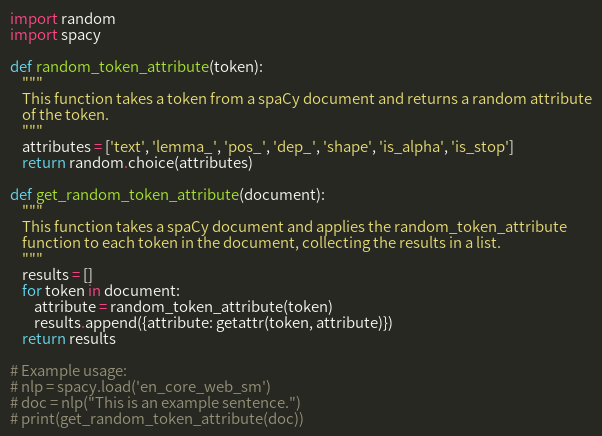 import random
import spacy

def random_token_attribute(token):
    """
    This function takes a token from a spaCy document and returns a random attribute
    of the token.
    """
    attributes = ['text', 'lemma_', 'pos_', 'dep_', 'shape', 'is_alpha', 'is_stop']
    return random.choice(attributes)

def get_random_token_attribute(document):
    """
    This function takes a spaCy document and applies the random_token_attribute
    function to each token in the document, collecting the results in a list.
    """
    results = []
    for token in document:
        attribute = random_token_attribute(token)
        results.append({attribute: getattr(token, attribute)})
    return results

# Example usage:
# nlp = spacy.load('en_core_web_sm')
# doc = nlp("This is an example sentence.")
# print(get_random_token_attribute(doc))